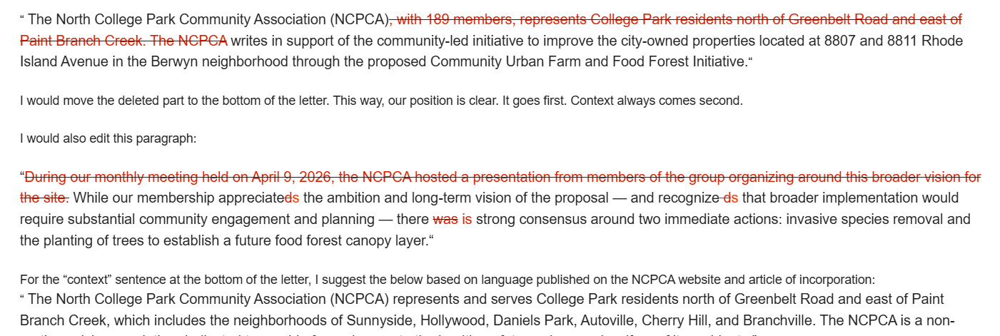 “ The North College Park Community Association (NCPCA), with 189 members, represents College Park residents north of Greenbelt Road and east of
Paint Branch Creek. The NCPCA writes in support of the community-led initiative to improve the city-owned properties located at 8807 and 8811 Rhode
Island Avenue in the Berwyn neighborhood through the proposed Community Urban Farm and Food Forest Initiative.“
I would move the deleted part to the bottom of the letter. This way, our position is clear. It goes first. Context always comes second.
I would also edit this paragraph:
“During our monthly meeting held on April 9, 2026, the NCPCA hosted a presentation from members of the group organizing around this broader vision for
the site. While our membership appreciateds the ambition and long-term vision of the proposal — and recognize ds that broader implementation would
require substantial community engagement and planning — there was is strong consensus around two immediate actions: invasive species removal and
the planting of trees to establish a future food forest canopy layer.“
For the “context” sentence at the bottom of the letter, I suggest the below based on language published on the NCPCA website and article of incorporation:
“ The North College Park Community Association (NCPCA) represents and serves College Park residents north of Greenbelt Road and east of Paint
Branch Creek, which includes the neighborhoods of Sunnyside, Hollywood, Daniels Park, Autoville, Cherry Hill, and Branchville. The NCPCA is a non-